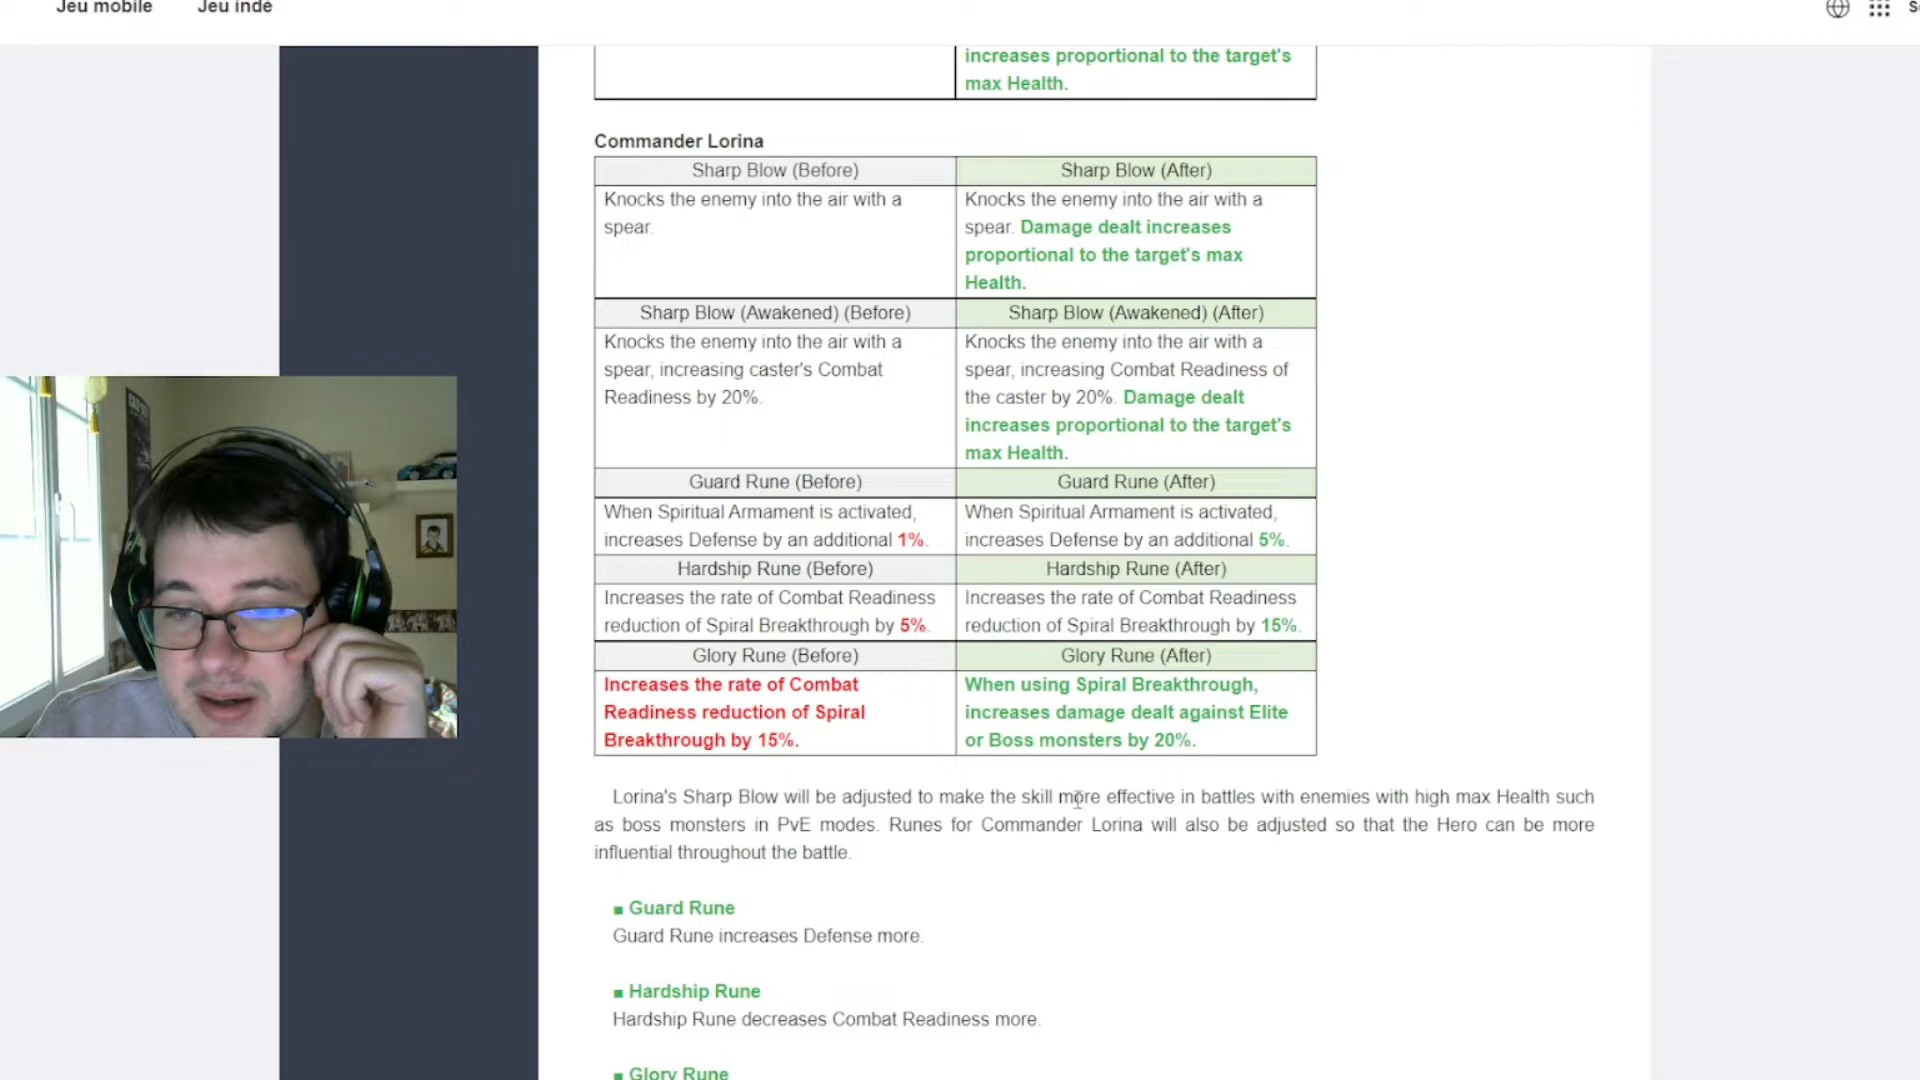 Jeu mobile
Jeu indé
increases proportional to the target's
max Health.
Commander Lorina
Sharp Blow (Before)
Sharp Blow (After)
Knocks the enemy into the air with a
spear.
Knocks the enemy into the air with a
spear. Damage dealt increases
proportional to the target's max
Health.
Sharp Blow (Awakened) (Before)
Sharp Blow (Awakened) (After)
Knocks the enemy into the air with a
spear, increasing caster's Combat
Readiness by 20%.
Knocks the enemy into the air with a
spear, increasing Combat Readiness of
the caster by 20%. Damage dealt
increases proportional to the target's
max Health.
Guard Rune (Before)
Guard Rune (After)
When Spiritual Armament is activated,
increases Defense by an additional 1%.
When Spiritual Armament is activated,
increases Defense by an additional 5%.
Hardship Rune (Before)
Hardship Rune (After)
Increases the rate of Combat Readiness
reduction of Spiral Breakthrough by 5%.
Increases the rate of Combat Readiness
reduction of Spiral Breakthrough by 15%.
Glory Rune (Before)
Glory Rune (After)
Increases the rate of Combat
Readiness reduction of Spiral
Breakthrough by 15%.
When using Spiral Breakthrough,
increases damage dealt against Elite
or Boss monsters by 20%.
Lorina's Sharp Blow will be adjusted to make the skill more effective in battles with enemies with high max Health such
as boss monsters in PvE modes. Runes for Commander Lorina will also be adjusted so that the Hero can be more
influential throughout the battle.
■ Guard Rune
Guard Rune increases Defense more.
■ Hardship Rune
Hardship Rune decreases Combat Readiness more.
■ Glory Rune